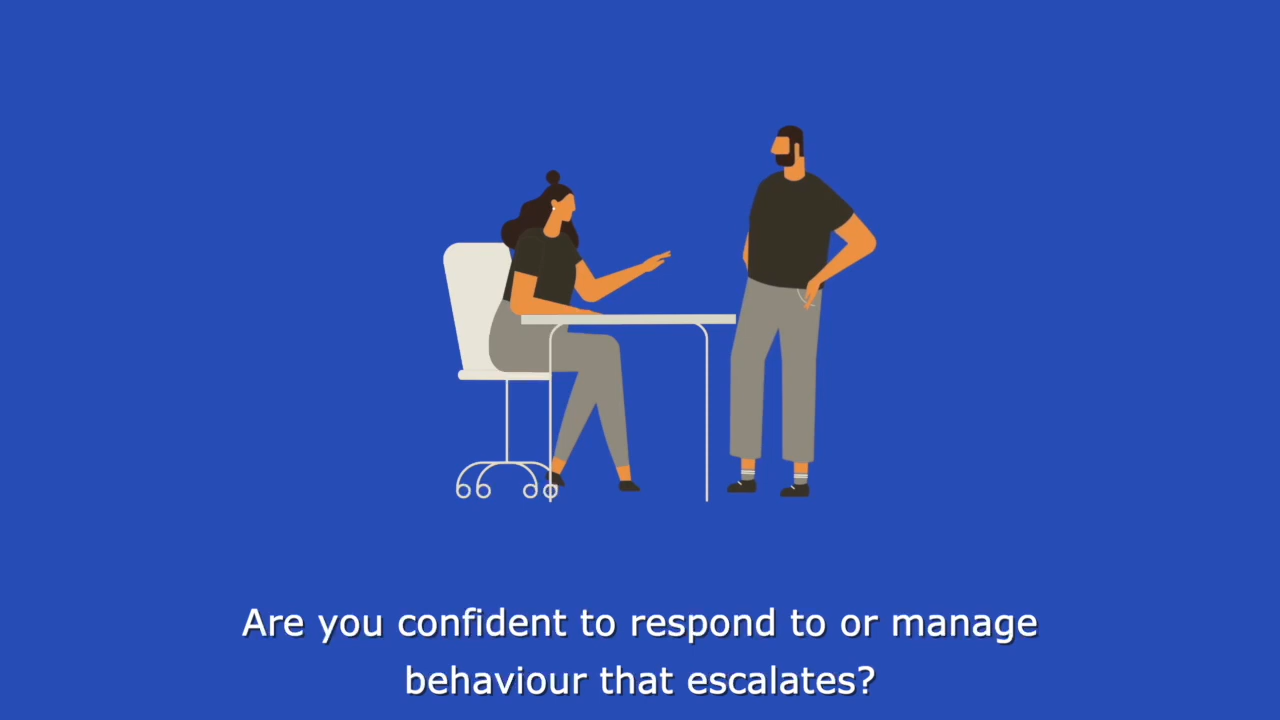 Are you confident to respond to or manage
behaviour that escalates?